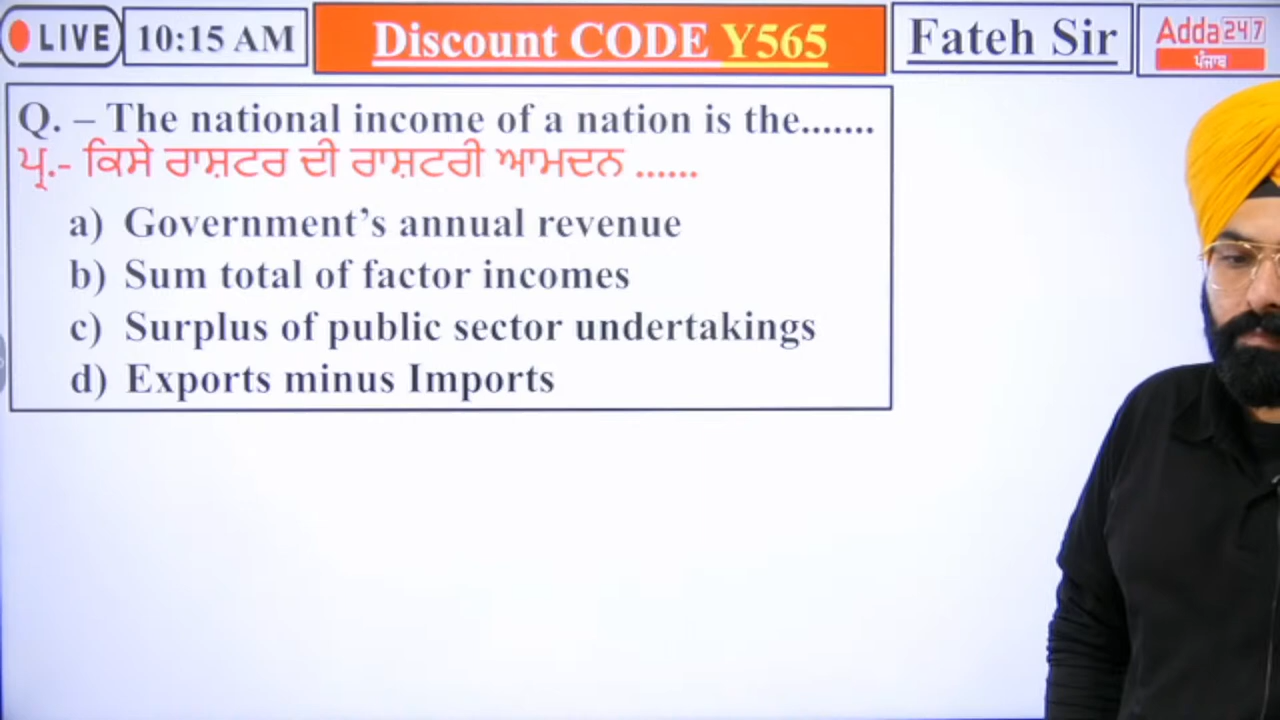 LIVE
10:15 AM
Discount CODE Y565
Fateh Sir
Adda247
ਪੰਜਾਬ
Q. – The national income of a nation is the.......
ਪ੍ਰ.- ਕਿਸੇ ਰਾਸ਼ਟਰ ਦੀ ਰਾਸ਼ਟਰੀ ਆਮਦਨ ......
a) Government’s annual revenue
b) Sum total of factor incomes
c) Surplus of public sector undertakings
d) Exports minus Imports